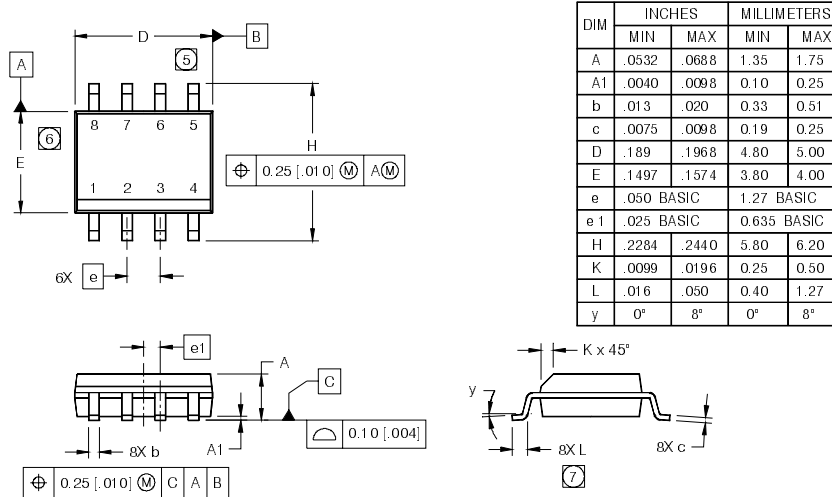 D
B
5
A
8 7 6 5
6
E
H
0.25 [.010] M A M
1 2 3 4
6X e
DIM INCHES MILLIMETERS
MIN MAX MIN MAX
A .0532 .0688 1.35 1.75
A1 .0040 .0098 0.10 0.25
b .013 .020 0.33 0.51
c .0075 .0098 0.19 0.25
D .189 .1968 4.80 5.00
E .1497 .1574 3.80 4.00
e .050 BASIC 1.27 BASIC
e1 .025 BASIC 0.635 BASIC
H .2284 .2440 5.80 6.20
K .0099 .0196 0.25 0.50
L .016 .050 0.40 1.27
y 0° 8° 0° 8°
e1
A
C
8X b
A1
0.10 [.004]
0.25 [.010] M C A B
K x 45°
y
8X L
8X c
7